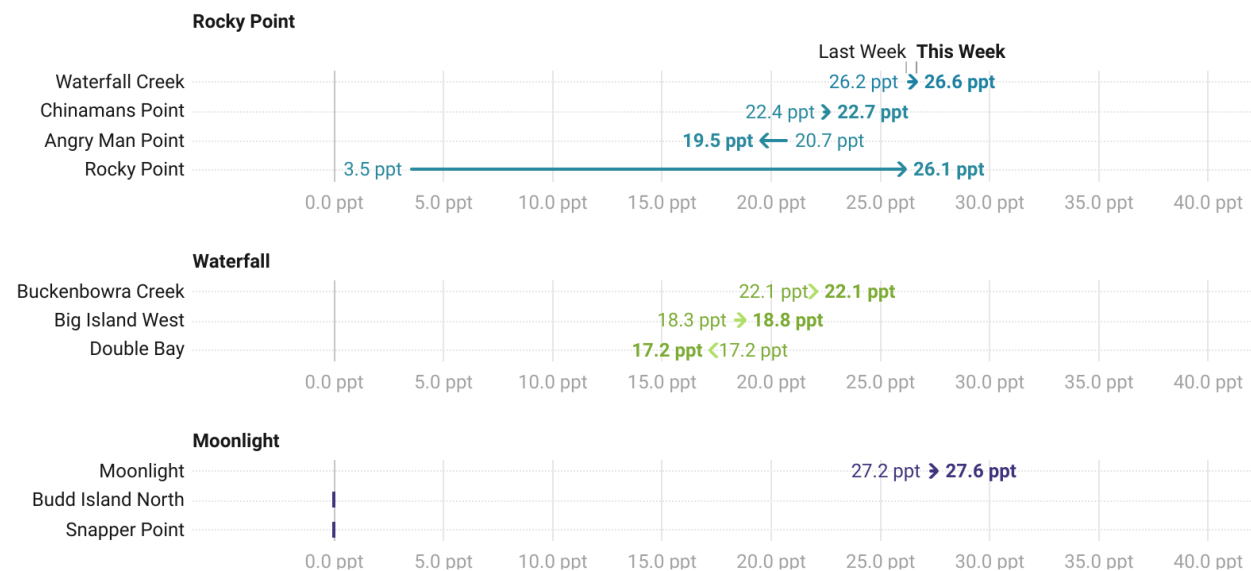 Rocky Point
Last Week This Week
Waterfall Creek 26.2 ppt 26.6 ppt
Chinamans Point 22.4 ppt 22.7 ppt
Angry Man Point 19.5 ppt 20.7 ppt
Rocky Point 3.5 ppt 26.1 ppt
0.0 ppt 5.0 ppt 10.0 ppt 15.0 ppt 20.0 ppt 25.0 ppt 30.0 ppt 35.0 ppt 40.0 ppt
Waterfall
Buckenbowra Creek 22.1 ppt 22.1 ppt
Big Island West 18.3 ppt 18.8 ppt
Double Bay 17.2 ppt 17.2 ppt
0.0 ppt 5.0 ppt 10.0 ppt 15.0 ppt 20.0 ppt 25.0 ppt 30.0 ppt 35.0 ppt 40.0 ppt
Moonlight
Moonlight 27.2 ppt 27.6 ppt
Budd Island North
Snapper Point
0.0 ppt 5.0 ppt 10.0 ppt 15.0 ppt 20.0 ppt 25.0 ppt 30.0 ppt 35.0 ppt 40.0 ppt